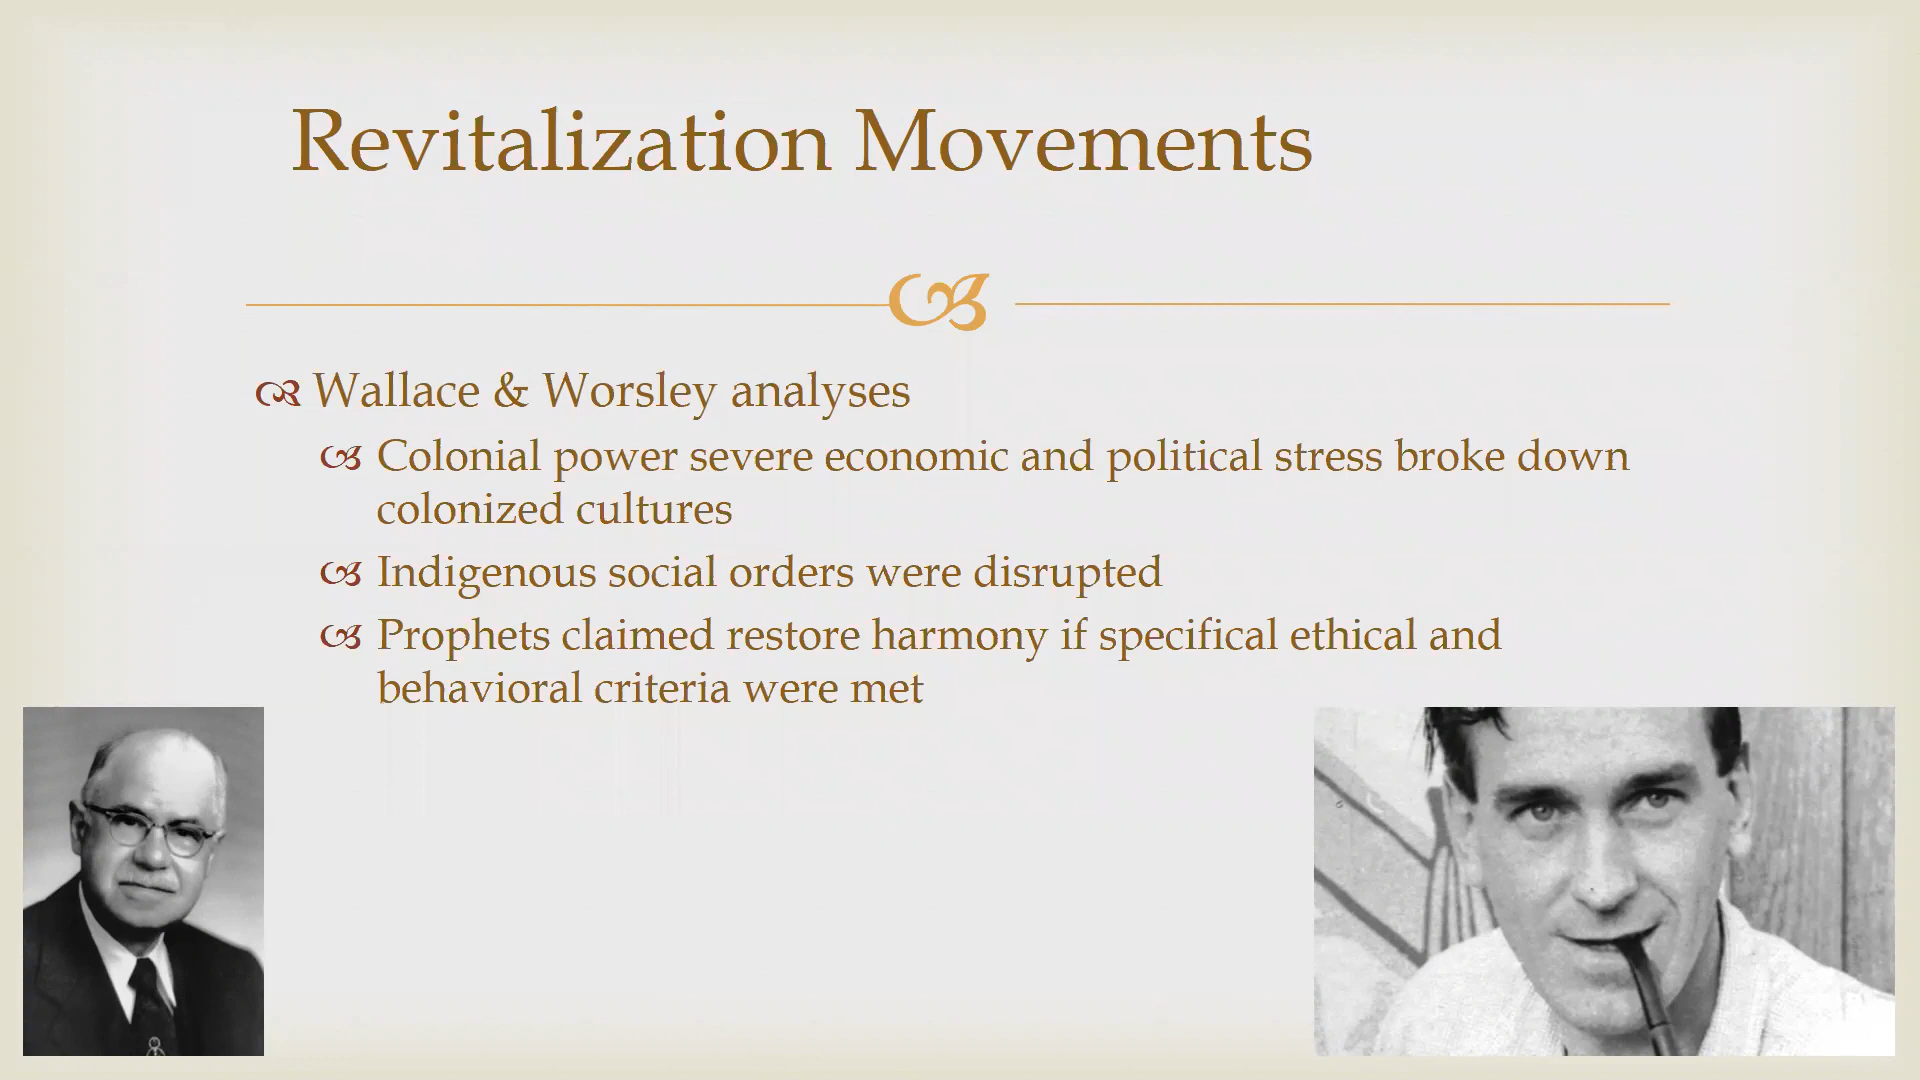 Revitalization Movements
Wallace & Worsley analyses
Colonial power severe economic and political stress broke down
colonized cultures
Indigenous social orders were disrupted
Prophets claimed restore harmony if specifical ethical and
behavioral criteria were met